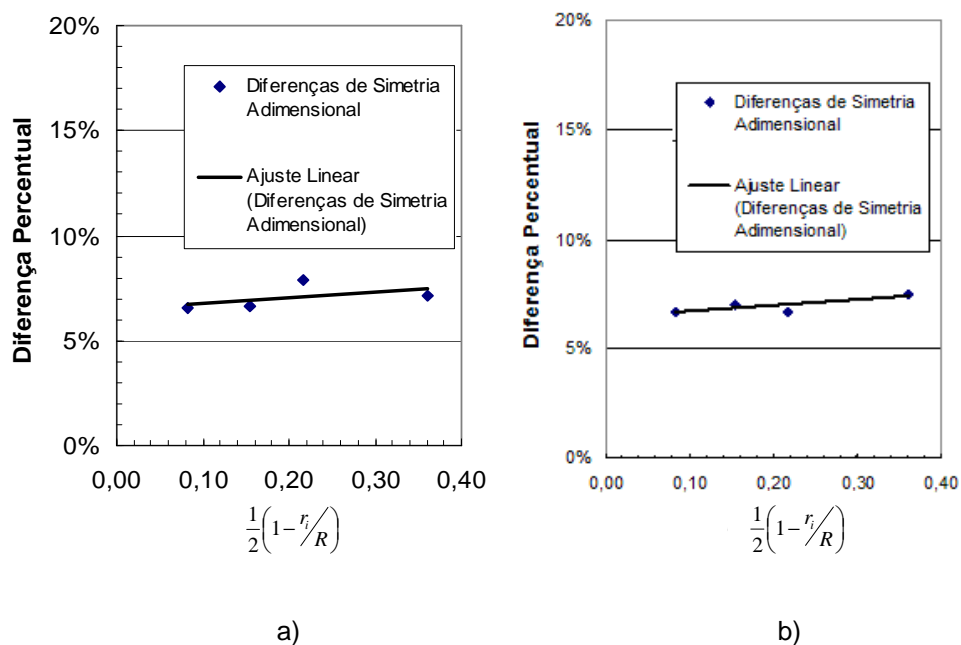 20%
15%
10%
5%
0%
Diferença Percentual
Diferenças de Simetria
Adimensional
Ajuste Linear
(Diferenças de Simetria
Adimensional)
0,00 0,10 0,20 0,30 0,40
1/2(1−r_i/R)
a)
20%
15%
10%
5%
0%
Diferença Percentual
Diferenças de Simetria
Adimensional
Ajuste Linear
(Diferenças de Simetria
Adimensional)
0,00 0,10 0,20 0,30 0,40
1/2(1−r_i/R)
b)